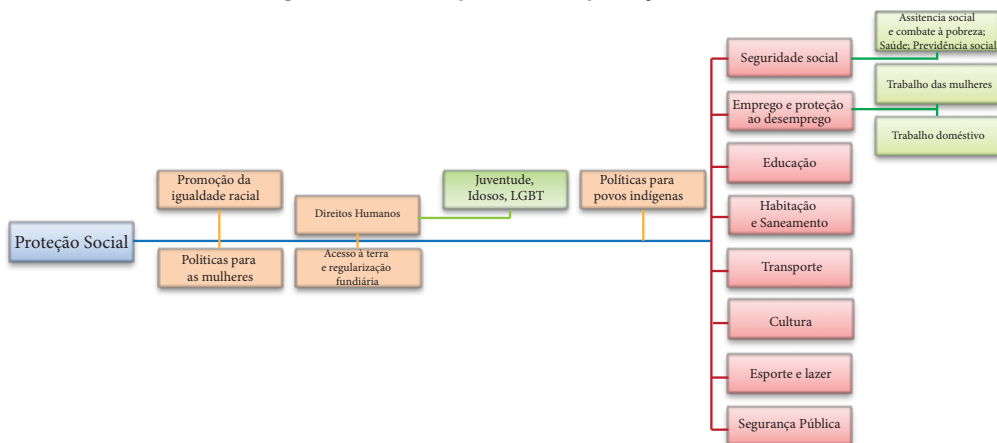 Proteção Social
Promoção da
igualdade racial
Politicas para
as mulheres
Direitos Humanos
Acesso à terra
e regularização
fundiária
Juventude,
Idosos, LGBT
Políticas para
povos indígenas
Seguridade social
Assitencia social
e combate à pobreza;
Saúde; Previdência social
Emprego e proteção
ao desemprego
Trabalho das mulheres
Trabalho doméstivo
Educação
Habitação
e Saneamento
Transporte
Cultura
Esporte e lazer
Segurança Pública